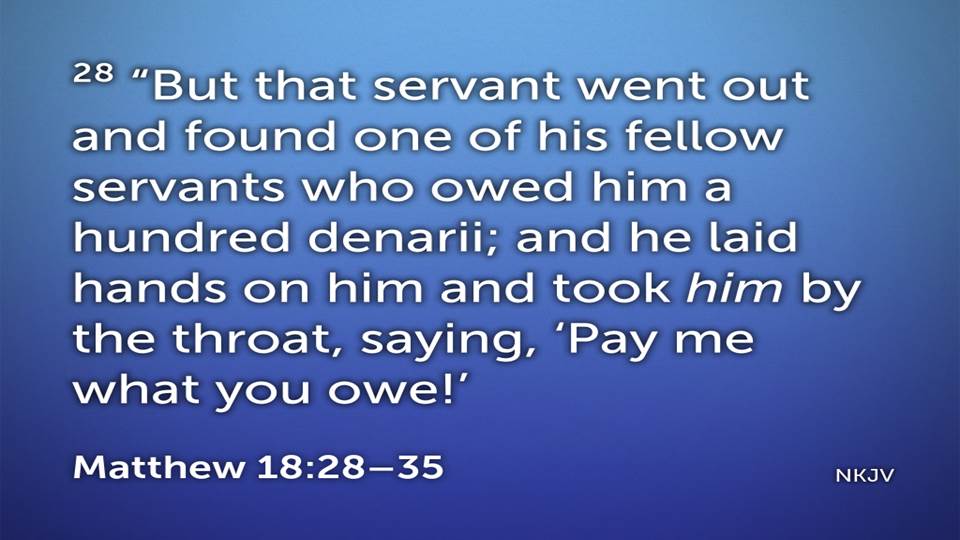 28 “But that servant went out
and found one of his fellow
servants who owed him a
hundred denarii; and he laid
hands on him and took him by
the throat, saying, ‘Pay me
what you owe!’
Matthew 18:28–35
NKJV